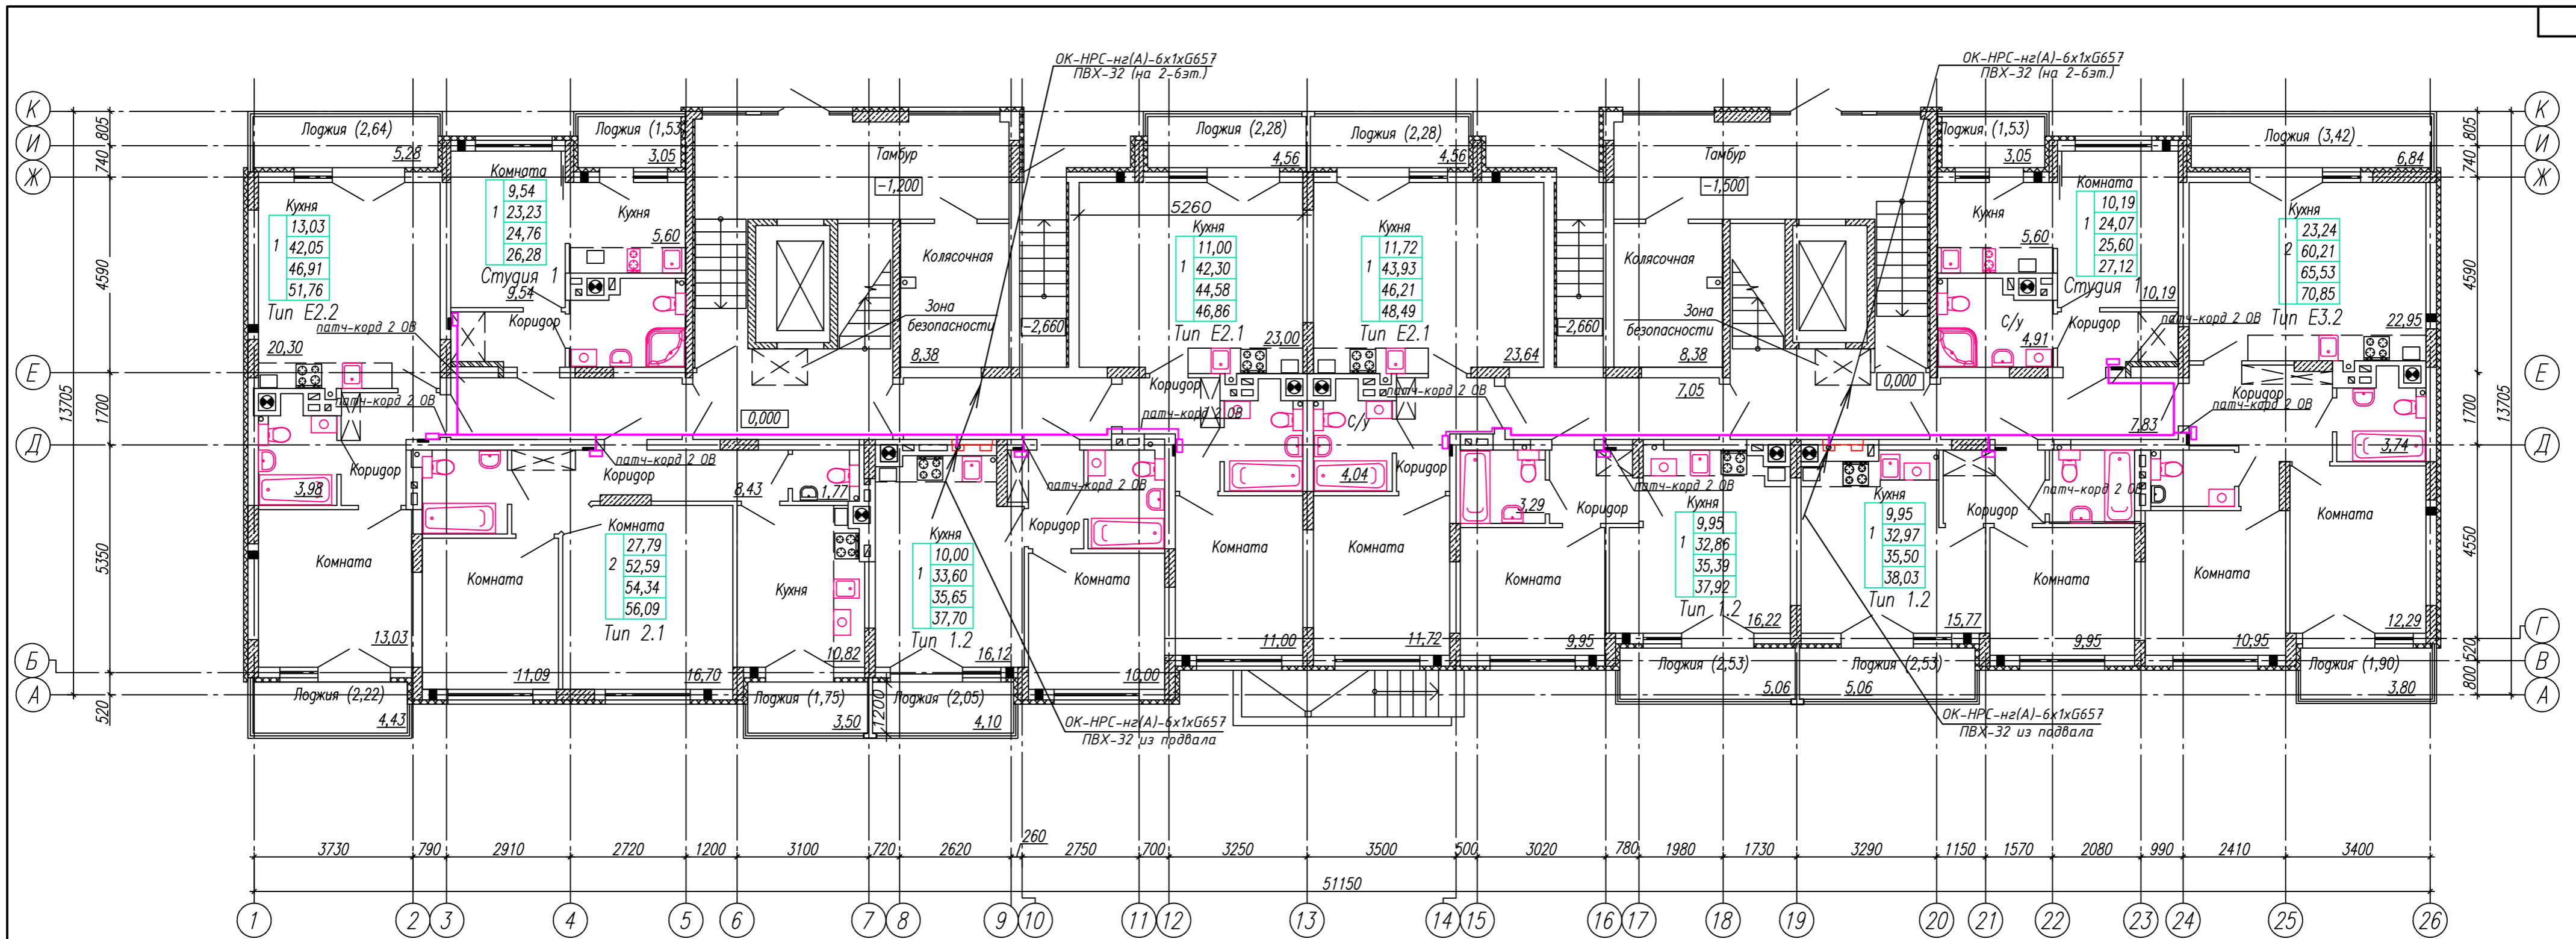 ОК-НРС-нг(А)-6х1хG657
ПВХ-32 (на 2-6эт.)
ОК-НРС-нг(А)-6х1хG657
ПВХ-32 (на 2-6эт.)
К
И
Ж
Е
Д
Б
А
805
740
4590
1700
5350
520
13705
К
И
Ж
Е
Д
Г
В
А
805
740
4590
1700
4550
520
800
13705
Лоджия (2,64)
5,28
Лоджия (1,53
3,05
Тамбур
-1,200
Лоджия (2,28)
4,56
Лоджия (2,28)
4,56
Тамбур
-1,500
Лоджия (1,53)
3,05
Лоджия (3,42)
6,84
Кухня
1
13,03
42,05
46,91
51,76
Тип Е2.2
20,30
патч-корд 2 ОВ
Комната
1
9,54
23,23
24,76
26,28
Студия 1
9,54
Кухня
5,60
Коридор
Колясочная
Зона
безопасности
8,38
-2,660
5260
Кухня
1
11,00
42,30
44,58
46,86
Тип Е2.1
23,00
Кухня
1
11,72
43,93
46,21
48,49
Тип Е2.1
23,64
-2,660
Колясочная
Зона
безопасности
8,38
Кухня
5,60
С/у
4,91
Комната
1
10,19
24,07
25,60
27,12
Студия 1
10,19
Коридор
патч-корд 2 ОВ
Кухня
2
23,24
60,21
65,53
70,85
Тип Е3.2
22,95
0,000
7,05
0,000
7,83
патч-корд 2 ОВ
Коридор
патч-корд 2 ОВ
С/у
патч-корд 2 ОВ
Коридор
патч-корд 2 ОВ
Коридор
3,98
Комната
13,03
Комната
11,09
патч-корд 2 ОВ
Коридор
8,43
1,77
Комната
2
27,79
52,59
54,34
56,09
Тип 2.1
16,70
Кухня
10,82
Кухня
1
10,00
33,60
35,65
37,70
Тип 1.2
16,12
патч-корд 2 ОВ
Коридор
Комната
10,00
Комната
11,00
4,04
Коридор
Комната
11,72
3,29
Коридор
Комната
9,95
патч-корд 2 ОВ
Кухня
1
9,95
32,86
35,39
37,92
Тип 1.2
16,22
Кухня
1
9,95
32,97
35,50
38,03
Тип 1.2
15,77
Коридор
патч-корд 2 ОВ
Комната
9,95
Комната
10,95
3,74
Комната
12,29
Лоджия (2,22)
4,43
Лоджия (1,75)
3,50
1200
Лоджия (2,05)
4,10
Лоджия (2,53)
5,06
Лоджия (2,53)
5,06
Лоджия (1,90)
3,80
ОК-НРС-нг(А)-6х1хG657
ПВХ-32 из подвала
ОК-НРС-нг(А)-6х1хG657
ПВХ-32 из подвала
3730 790 2910 2720 1200 3100 720 2620 260 2750 700 3250 3500 500 3020 780 1980 1730 3290 1150 1570 2080 990 2410 3400
51150
1 2 3 4 5 6 7 8 9 10 11 12 13 14 15 16 17 18 19 20 21 22 23 24 25 26